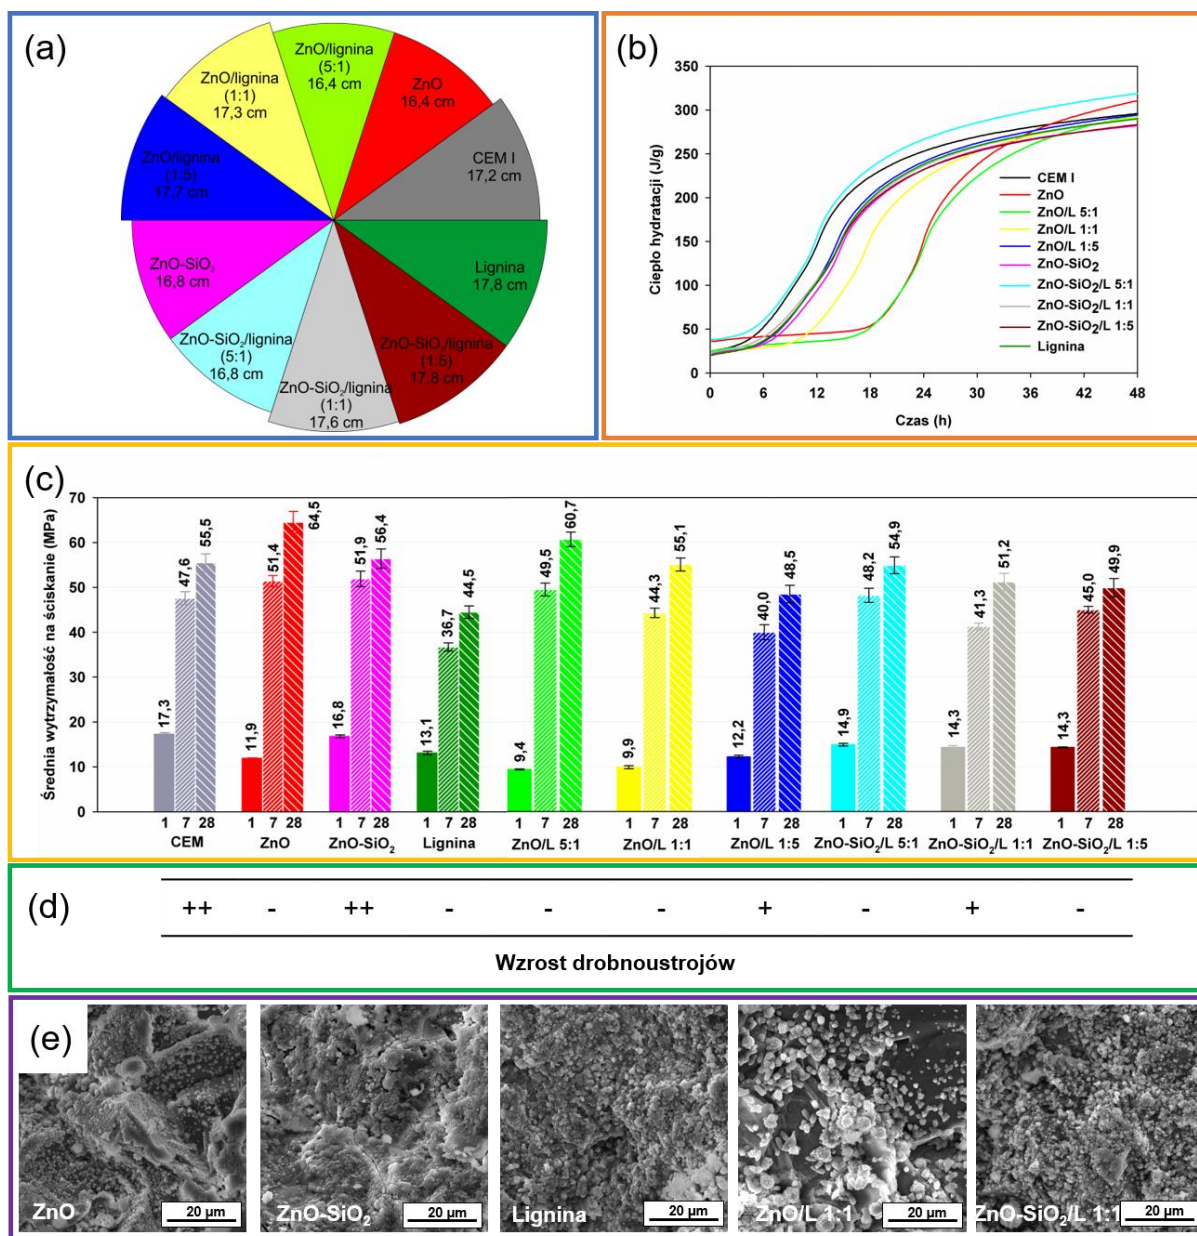 (a)
ZnO/lignina
(5:1)
16,4 cm
ZnO
16,4 cm
ZnO/lignina
(1:1)
17,3 cm
CEM I
17,2 cm
ZnO/lignina
(1:5)
17,7 cm
ZnO-SiO₂
16,8 cm
Lignina
17,8 cm
ZnO-SiO₂/lignina
(5:1)
16,8 cm
ZnO-SiO₂/lignina
(1:1)
17,6 cm
ZnO-SiO₂/lignina
(1:5)
17,8 cm
(b)
Ciepło hydratacji (J/g)
350
300
250
200
150
100
50
0
0 6 12 18 24 30 36 42 48
Czas (h)
CEM I
ZnO
ZnO/L 5:1
ZnO/L 1:1
ZnO/L 1:5
ZnO-SiO₂
ZnO-SiO₂/L 5:1
ZnO-SiO₂/L 1:1
ZnO-SiO₂/L 1:5
Lignina
(c)
Średnia wytrzymałość na ściskanie (MPa)
70
60
50
40
30
20
10
0
17,3 47,6 55,5
11,9 51,4 64,5
16,8 51,9 56,4
13,1 36,7 44,5
9,4 49,5 60,7
9,9 44,3 55,1
12,2 40,0 48,5
14,9 48,2 54,9
14,3 41,3 51,2
14,3 45,0 49,9
1 7 28 1 7 28 1 7 28 1 7 28 1 7 28 1 7 28 1 7 28 1 7 28 1 7 28 1 7 28
CEM ZnO ZnO-SiO₂ Lignina ZnO/L 5:1 ZnO/L 1:1 ZnO/L 1:5 ZnO-SiO₂/L 5:1 ZnO-SiO₂/L 1:1 ZnO-SiO₂/L 1:5
(d)
++ - ++ - - - + - + -
Wzrost drobnoustrojów
(e)
ZnO 20 µm
ZnO-SiO₂ 20 µm
Lignina 20 µm
ZnO/L 1:1 20 µm
ZnO-SiO₂/L 1:1 20 µm